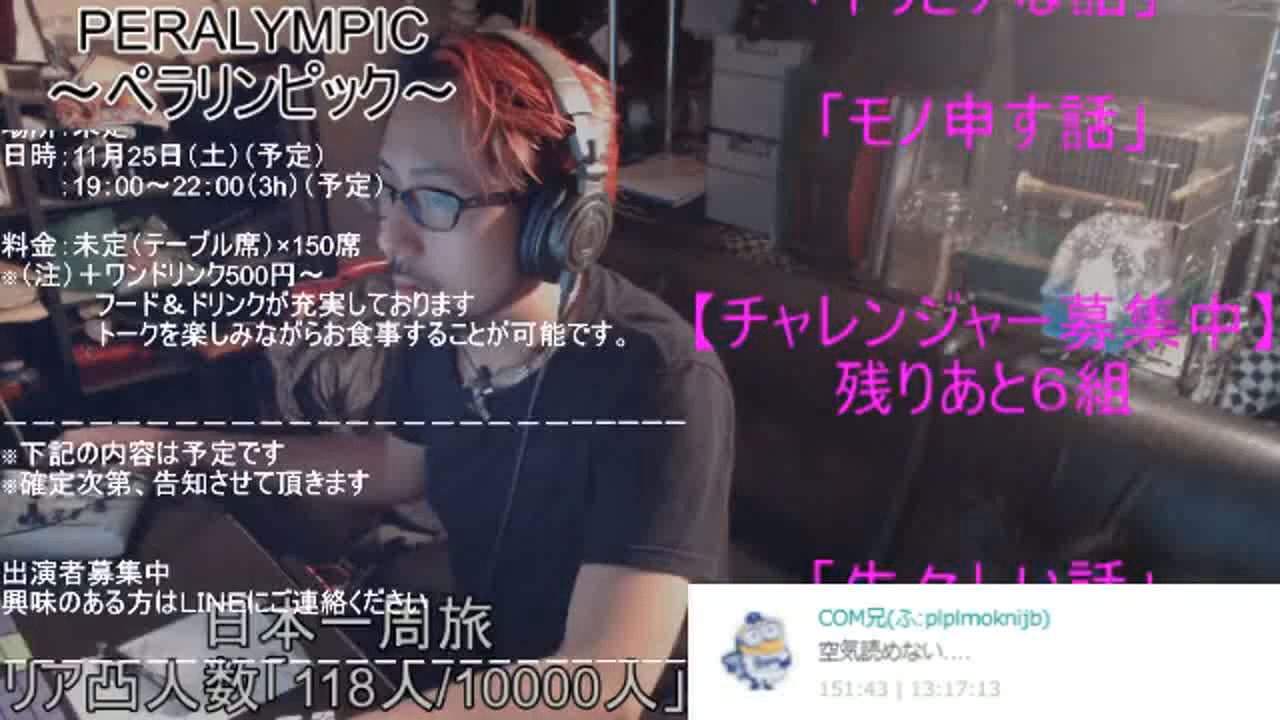 PERALYMPIC
～ペラリンピック～
場所：未定
日時：11月25日（土）（予定）
：19：00～22：00（3h）（予定）
料金：未定（テーブル席）×150席
※（注）＋ワンドリンク500円～
フード＆ドリンクが充実しております
トークを楽しみながらお食事することが可能です。
※下記の内容は予定です
※確定次第、告知させて頂きます
出演者募集中
興味のある方はLINEにご連絡ください
日本一周旅
リア凸人数「118人/10000人」
「モノ申す話」
【チャレンジャー募集中】
残りあと６組
「生々しい話」
COM兄(ふ:plplmoknijb)
空気読めない....
151:43 | 13:17:13